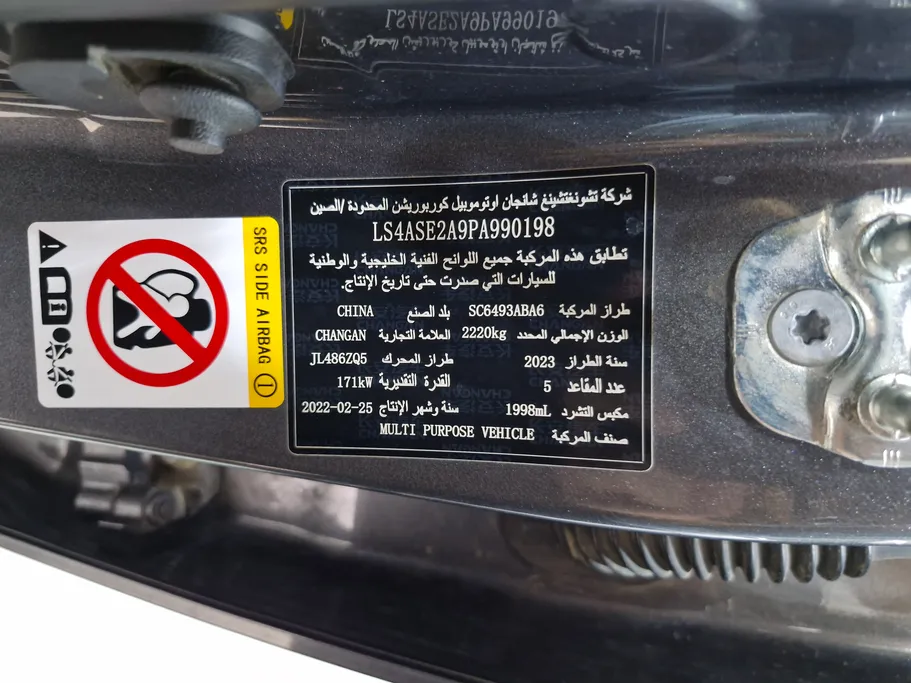 LS4ASE2A9PA99019
SRS SIDE AIRBAG
شركة تشونغتشينغ شانجان اوتوموبيل كوربوريشن المحدودة /الصين
LS4ASE2A9PA990198
تطابق هذه المركبة جميع اللوائح الفنية الخليجية والوطنية
للسيارات التي صدرت حتى تاريخ الإنتاج.
طراز المركبة SC6493ABA6 بلد الصنع CHINA
الوزن الإجمالي المحدد 2220kg العلامة التجارية CHANGAN
سنة الطراز 2023 طراز المحرك JL486ZQ5
عدد المقاعد 5 القدرة التقديرية 171kW
مكبس التشرد 1998mL سنة وشهر الإنتاج 2022-02-25
صنف المركبة MULTI PURPOSE VEHICLE